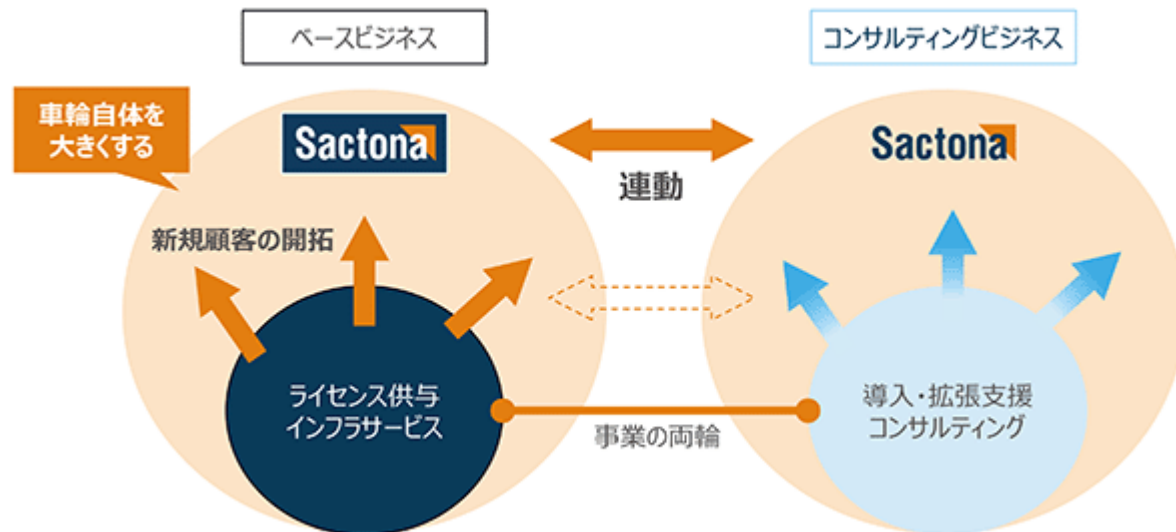 ベースビジネス
コンサルティングビジネス
車輪自体を
大きくする
Sactona
Sactona
連動
新規顧客の開拓
ライセンス供与
インフラサービス
導入・拡張支援
コンサルティング
事業の両輪